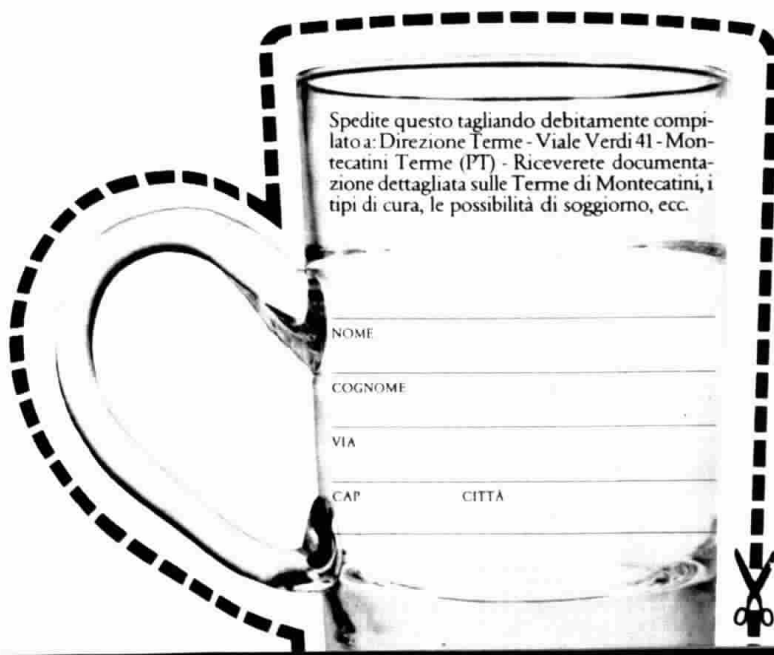 Spedite questo tagliando debitamente compi-
lato a: Direzione Terme - Viale Verdi 41 - Mon-
tecatini Terme (PT) - Riceverete documenta-
zione dettagliata sulle Terme di Montecatini, i
tipi di cura, le possibilità di soggiorno, ecc.
NOME
COGNOME
VIA
CAP CITTÀ